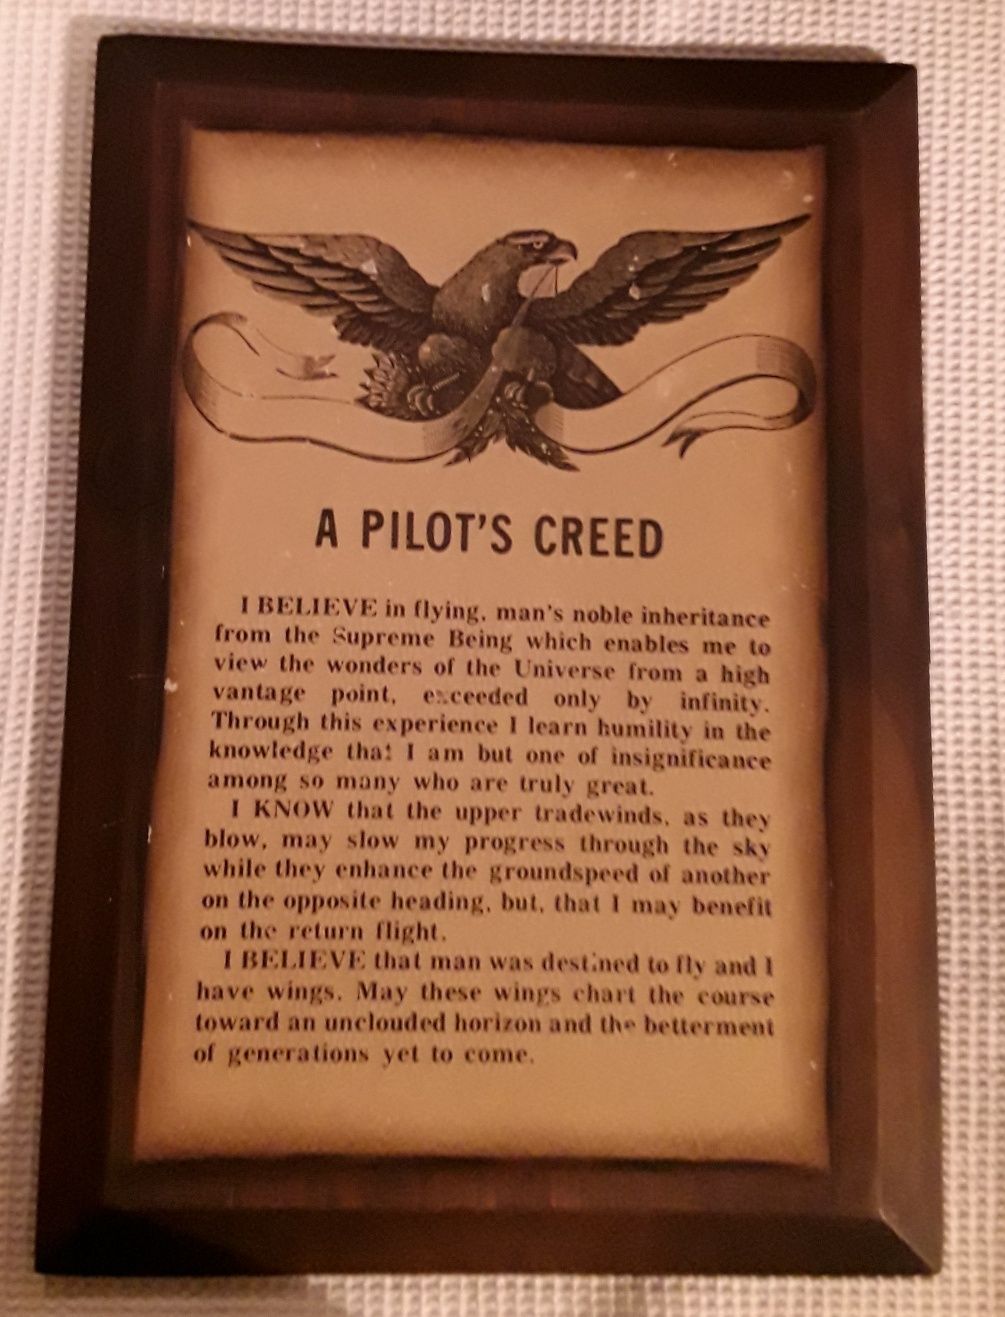 A PILOT'S CREED
I BELIEVE in flying, man's noble inheritance
from the Supreme Being which enables me to
view the wonders of the Universe from a high
vantage point, exceeded only by infinity.
Through this experience I learn humility in the
knowledge that I am but one of insignificance
among so many who are truly great.
I KNOW that the upper tradewinds, as they
blow, may slow my progress through the sky
while they enhance the groundspeed of another
on the opposite heading, but, that I may benefit
on the return flight.
I BELIEVE that man was destined to fly and I
have wings. May these wings chart the course
toward an unclouded horizon and the betterment
of generations yet to come.